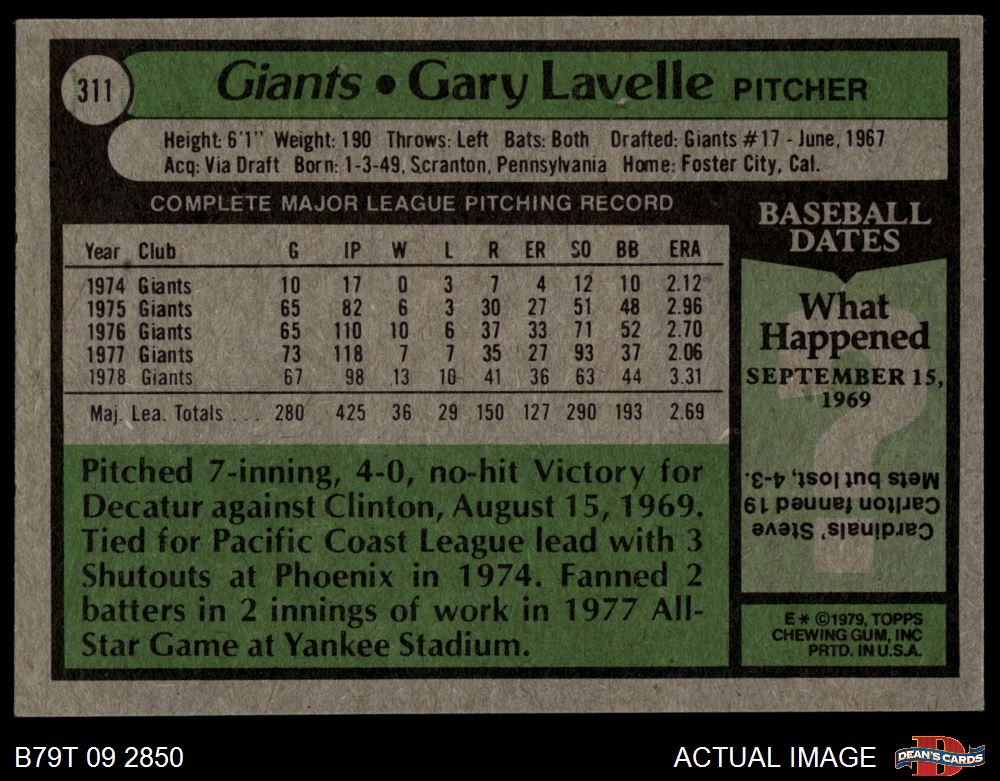 311
Giants • Gary Lavelle PITCHER
Height: 6'1" Weight: 190 Throws: Left Bats: Both Drafted: Giants #17 - June, 1967
Acq: Via Draft Born: 1-3-49, Scranton, Pennsylvania Home: Foster City, Cal.
COMPLETE MAJOR LEAGUE PITCHING RECORD
Year Club G IP W L R ER SO BB ERA
1974 Giants 10 17 0 3 7 4 12 10 2.12
1975 Giants 65 82 6 3 30 27 51 48 2.96
1976 Giants 65 110 10 6 37 33 71 52 2.70
1977 Giants 73 118 7 7 35 27 93 37 2.06
1978 Giants 67 98 13 10 41 36 63 44 3.31
Maj. Lea. Totals . . . 280 425 36 29 150 127 290 193 2.69
Pitched 7-inning, 4-0, no-hit Victory for
Decatur against Clinton, August 15, 1969.
Tied for Pacific Coast League lead with 3
Shutouts at Phoenix in 1974. Fanned 2
batters in 2 innings of work in 1977 All-
Star Game at Yankee Stadium.
BASEBALL
DATES
What
Happened
SEPTEMBER 15,
1969
?
Cardinals' Steve
Carlton fanned 19
Mets but lost, 4-3.
E* ©1979, TOPPS
CHEWING GUM, INC
PRTD. IN U.S.A.
B79T 09 2850
ACTUAL IMAGE
D
DEAN'S CARDS